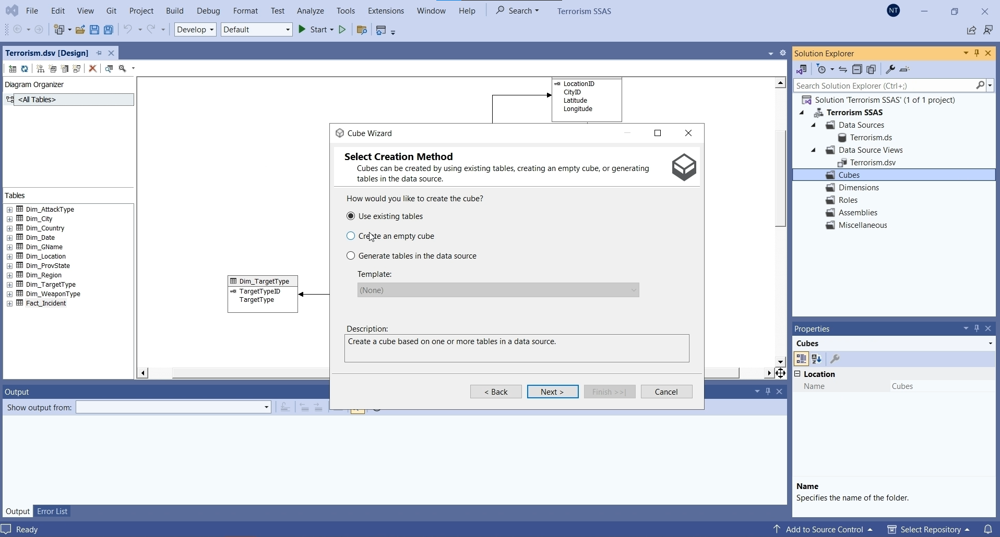 File Edit View Git Project Build Debug Format Test Analyze Tools Extensions Window Help Search Terrorism SSAS NT
Develop Default Start
Terrorism.dsv [Design]
Diagram Organizer
<All Tables>
Tables
Dim_AttackType
Dim_City
Dim_Country
Dim_Date
Dim_GName
Dim_Location
Dim_ProvState
Dim_Region
Dim_TargetType
Dim_WeaponType
Fact_Incident
LocationID
CityID
Latitude
Longitude
Dim_TargetType
TargetTypeID
TargetType
Cube Wizard
Select Creation Method
Cubes can be created by using existing tables, creating an empty cube, or generating
tables in the data source.
How would you like to create the cube?
Use existing tables
Create an empty cube
Generate tables in the data source
Template:
(None)
Description:
Create a cube based on one or more tables in a data source.
< Back Next > Finish >>| Cancel
Solution Explorer
Search Solution Explorer (Ctrl+;)
Solution 'Terrorism SSAS' (1 of 1 project)
Terrorism SSAS
Data Sources
Terrorism.ds
Data Source Views
Terrorism.dsv
Cubes
Dimensions
Roles
Assemblies
Miscellaneous
Properties
Cubes
Location
Name Cubes
Name
Specifies the name of the folder.
Output
Show output from:
Output Error List
Ready Add to Source Control Select Repository